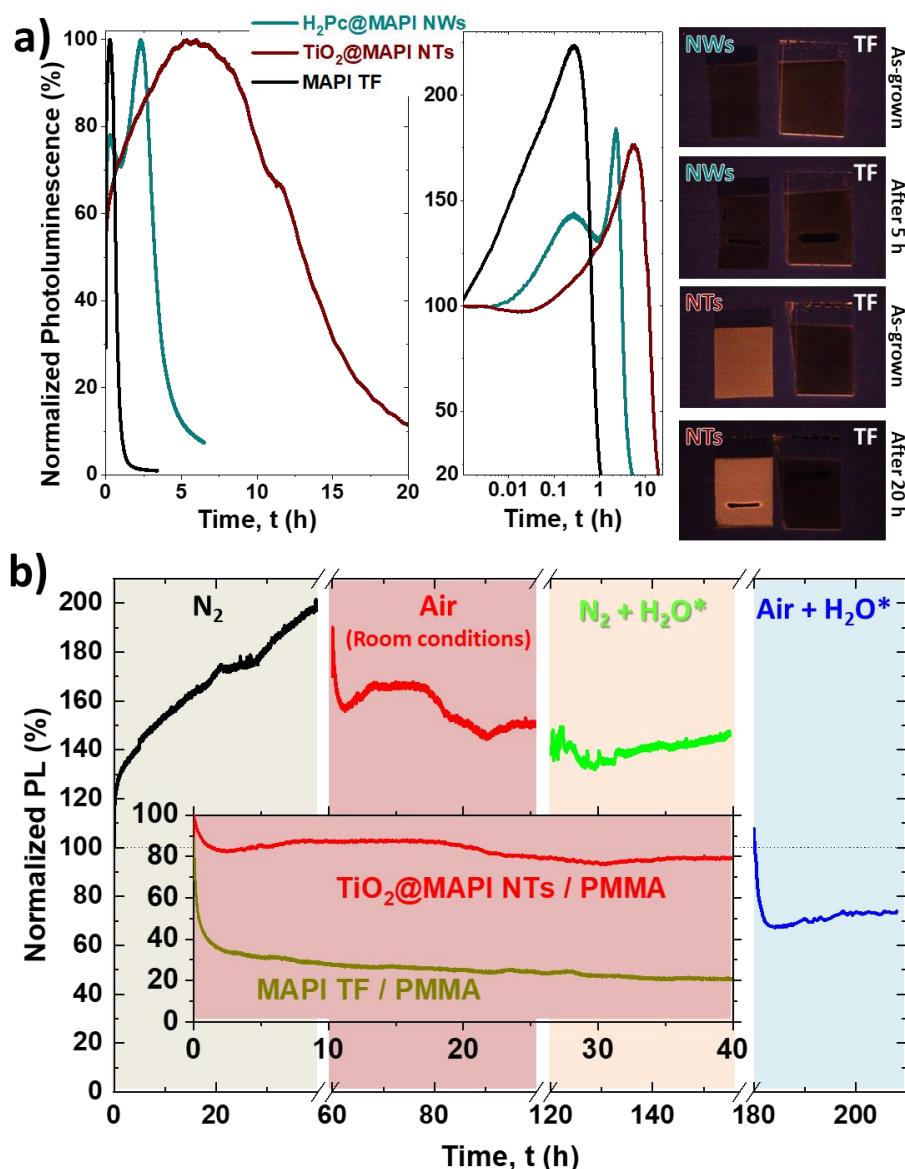 a)
H₂Pc@MAPI NWs
TiO₂@MAPI NTs
MAPI TF
Normalized Photoluminescence (%)
100
80
60
40
20
0
0 5 10 15 20
Time, t (h)
200
150
100
50
20
0.01 0.1 1 10
Time, t (h)
NWs TF
As-grown
NWs TF
After 5 h
NTs TF
As-grown
NTs TF
After 20 h
b)
N₂
Air
(Room conditions)
N₂ + H₂O*
Air + H₂O*
Normalized PL (%)
200
180
160
140
120
100
80
60
40
20
0
100
80
60
40
20
0
TiO₂@MAPI NTs / PMMA
MAPI TF / PMMA
0 10 20 30 40
0 20 60 80 100 120 140 180 200
Time, t (h)